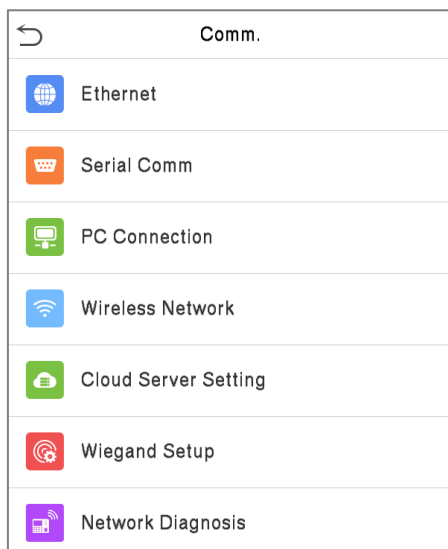 Comm.
Ethernet
Serial Comm
PC Connection
Wireless Network
Cloud Server Setting
Wiegand Setup
Network Diagnosis